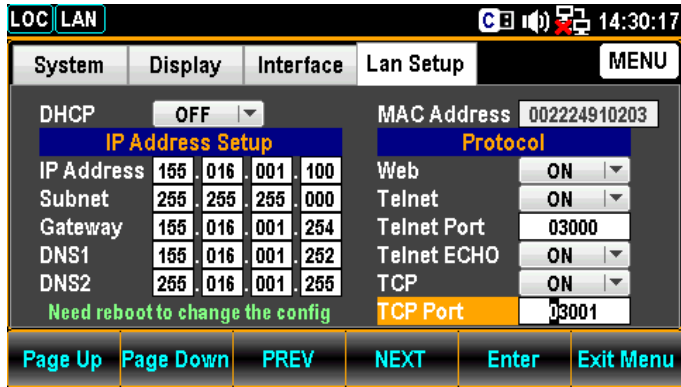 LOC LAN C 14:30:17
System Display Interface Lan Setup MENU
DHCP OFF MAC Address 002224910203
IP Address Setup Protocol
IP Address 155 . 016 . 001 . 100 Web ON
Subnet 255 . 255 . 255 . 000 Telnet ON
Gateway 155 . 016 . 001 . 254 Telnet Port 03000
DNS1 155 . 016 . 001 . 252 Telnet ECHO ON
DNS2 255 . 016 . 001 . 255 TCP ON
Need reboot to change the config TCP Port 03001
Page Up Page Down PREV NEXT Enter Exit Menu